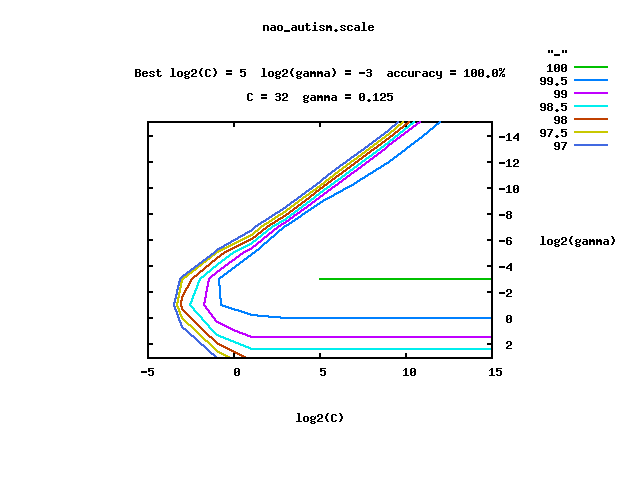 nao_autism.scale
"_"
Best log2(C) = 5  log2(gamma) = -3  accuracy = 100.0%
C = 32  gamma = 0.125
100
99.5
99
98.5
98
97.5
97
-14
-12
-10
-8
-6
-4
-2
0
2
log2(gamma)
-5 0 5 10 15
log2(C)